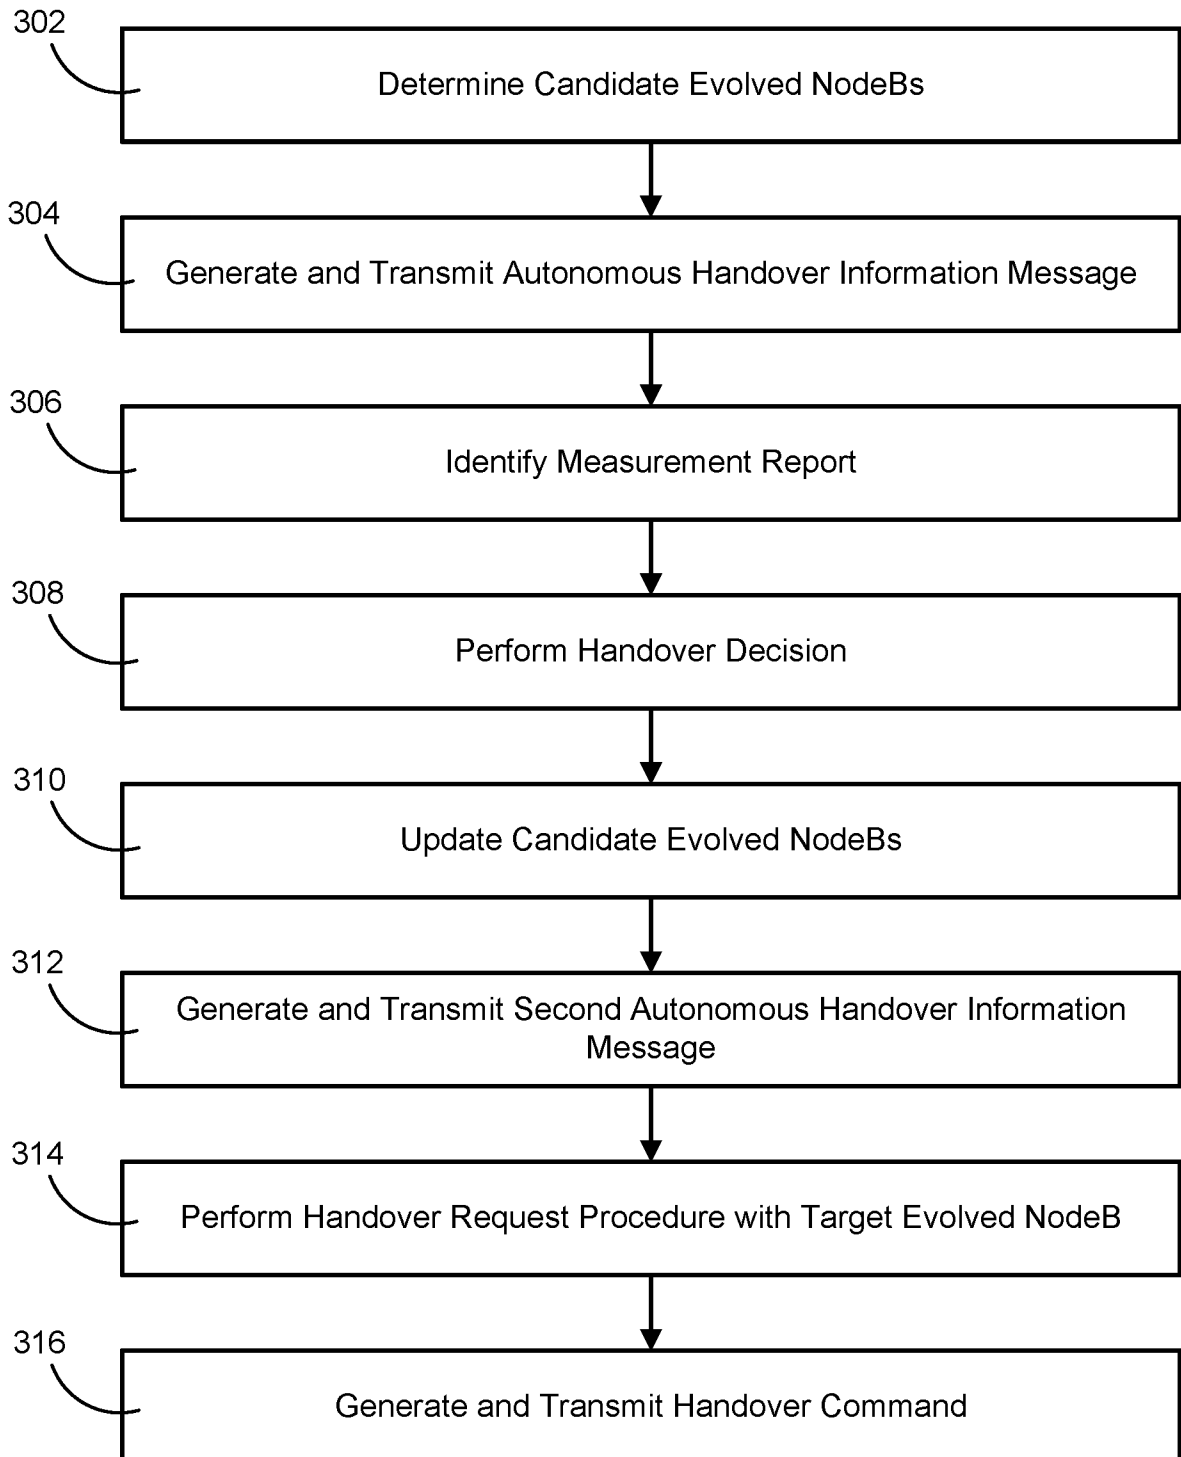 302
Determine Candidate Evolved NodeBs
304
Generate and Transmit Autonomous Handover Information Message
306
Identify Measurement Report
308
Perform Handover Decision
310
Update Candidate Evolved NodeBs
312
Generate and Transmit Second Autonomous Handover Information
Message
314
Perform Handover Request Procedure with Target Evolved NodeB
316
Generate and Transmit Handover Command